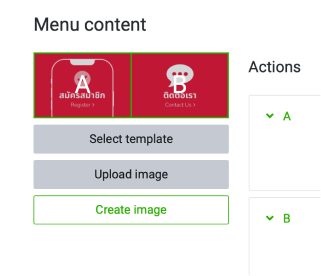 Menu content
A
สมัครสมาชิก
Register >
B
ติดต่อเรา
Contact Us >
Select template
Upload image
Create image
Actions
A
B